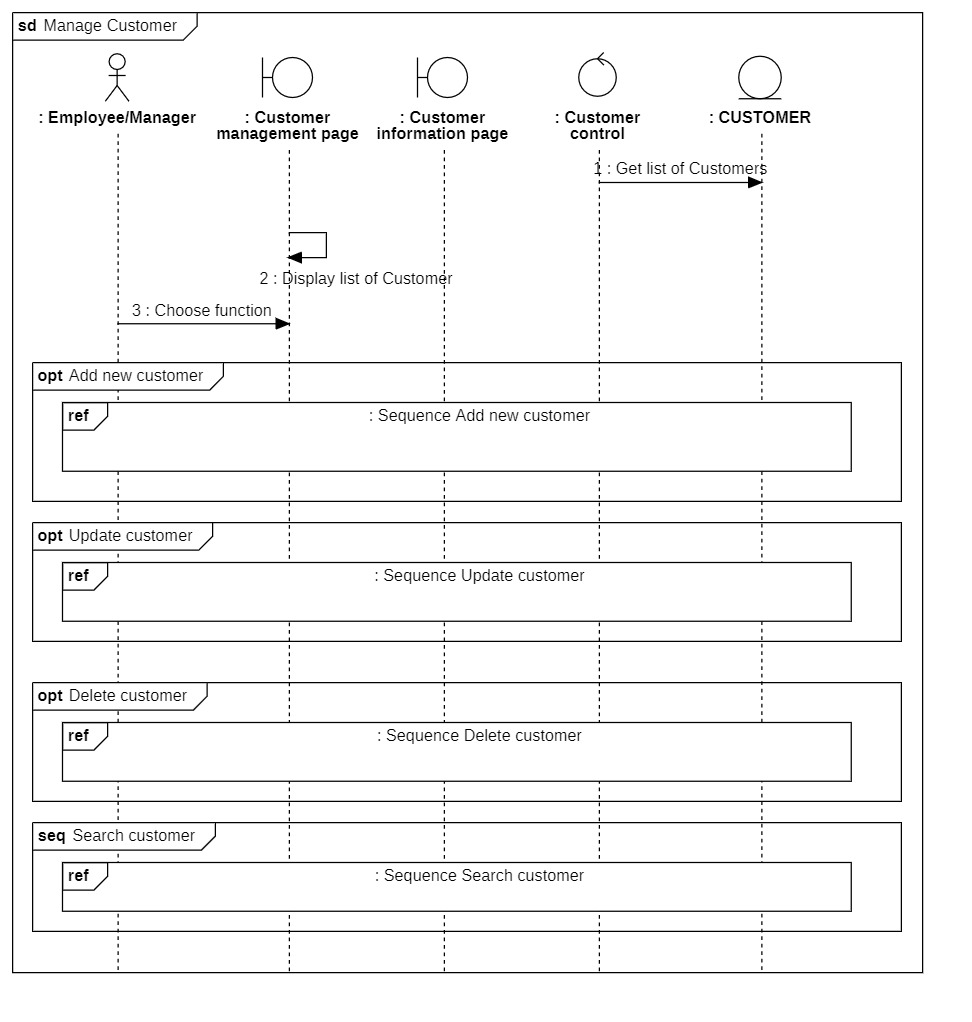 sd Manage Customer
: Employee/Manager
: Customer
management page
: Customer
information page
: Customer
control
: CUSTOMER
1 : Get list of Customers
2 : Display list of Customer
3 : Choose function
opt Add new customer
ref : Sequence Add new customer
opt Update customer
ref : Sequence Update customer
opt Delete customer
ref : Sequence Delete customer
seq Search customer
ref : Sequence Search customer